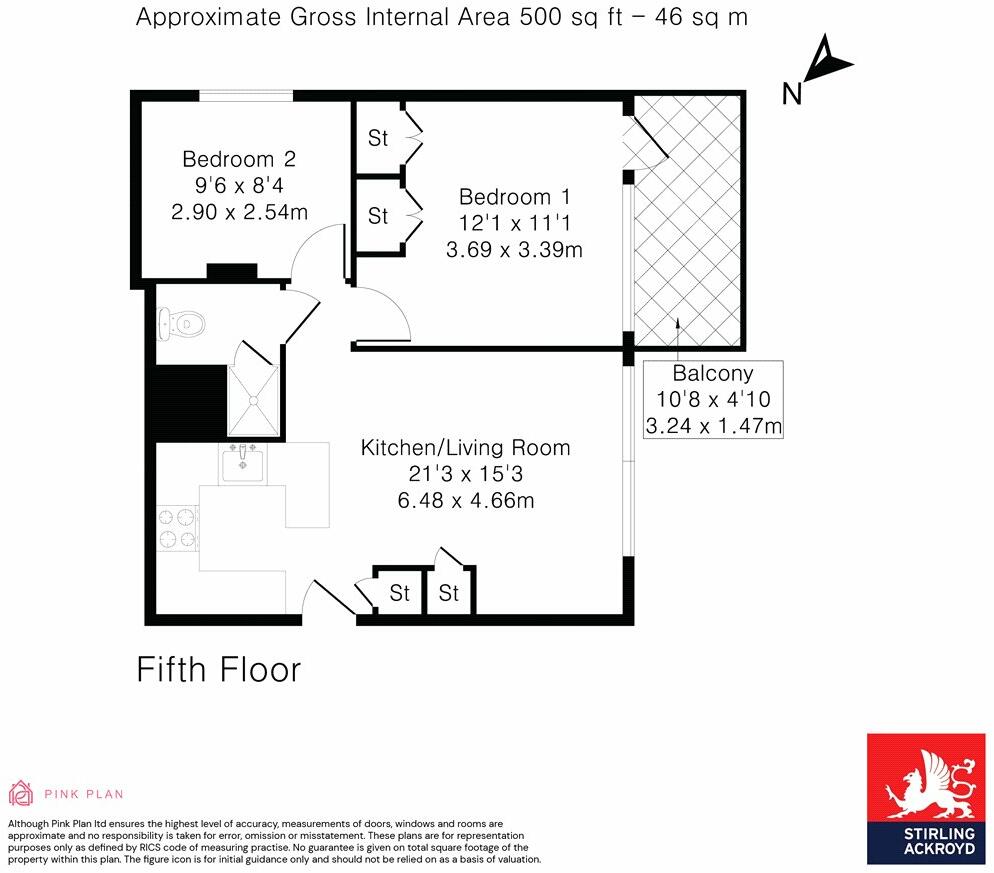 Approximate Gross Internal Area 500 sq ft – 46 sq m
N
Bedroom 2
9'6 x 8'4
2.90 x 2.54m
St
St
Bedroom 1
12'1 x 11'1
3.69 x 3.39m
Balcony
10'8 x 4'10
3.24 x 1.47m
Kitchen/Living Room
21'3 x 15'3
6.48 x 4.66m
St
St
Fifth Floor
PINK PLAN
Although Pink Plan ltd ensures the highest level of accuracy, measurements of doors, windows and rooms are
approximate and no responsibility is taken for error, omission or misstatement. These plans are for representation
purposes only as defined by RICS code of measuring practise. No guarantee is given on total square footage of the
property within this plan. The figure icon is for initial guidance only and should not be relied on as a basis of valuation.
STIRLING
ACKROYD